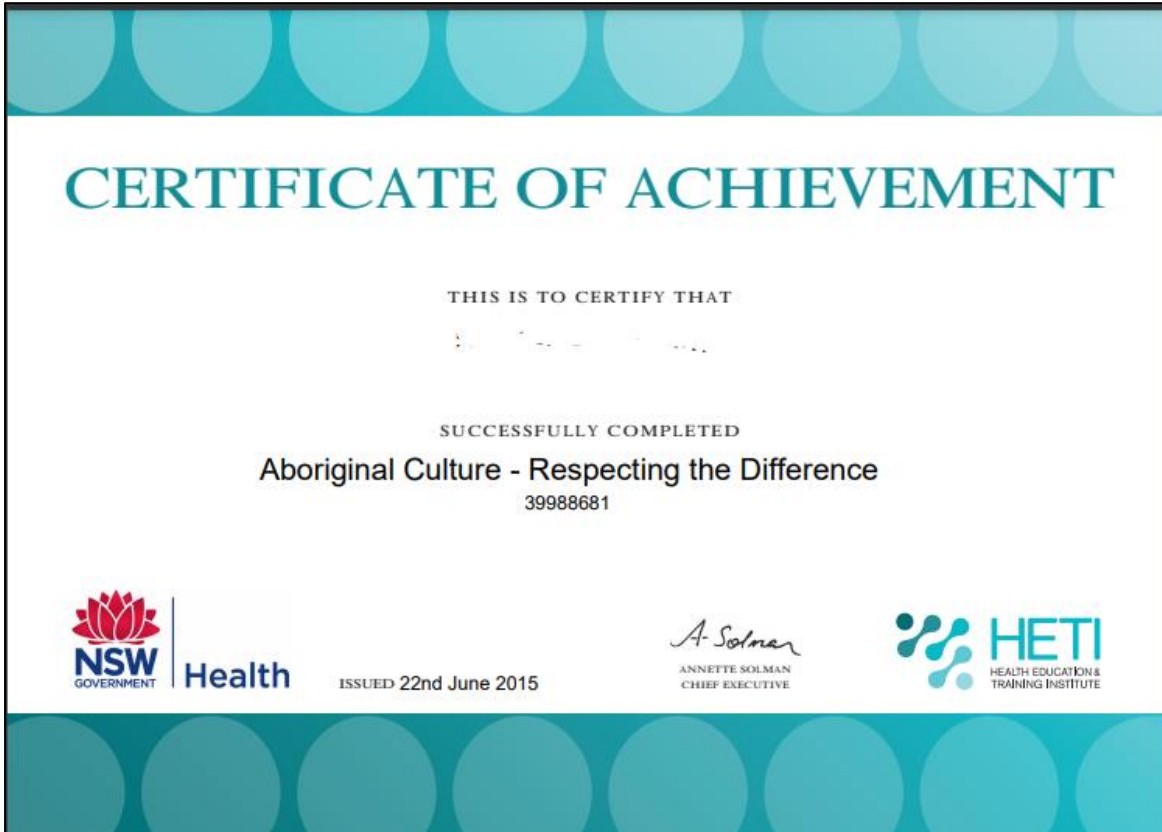 CERTIFICATE OF ACHIEVEMENT
THIS IS TO CERTIFY THAT
SUCCESSFULLY COMPLETED
Aboriginal Culture - Respecting the Difference
39988681
NSW
GOVERNMENT
Health
ISSUED 22nd June 2015
A. Solman
ANNETTE SOLMAN
CHIEF EXECUTIVE
HETI
HEALTH EDUCATION &
TRAINING INSTITUTE